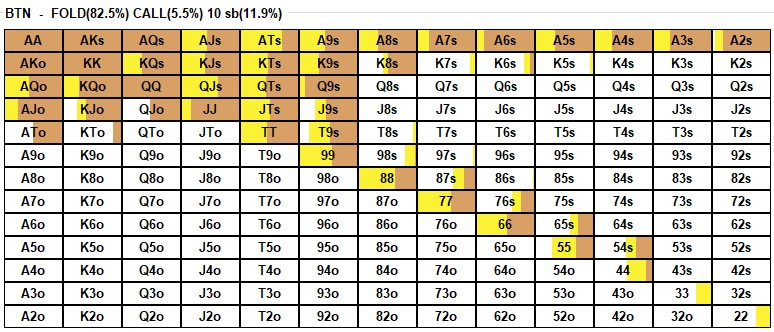 BTN - FOLD(82.5%) CALL(5.5%) 10 sb(11.9%)
AA AKs AQs AJs ATs A9s A8s A7s A6s A5s A4s A3s A2s
AKo KK KQs KJs KTs K9s K8s K7s K6s K5s K4s K3s K2s
AQo KQo QQ QJs QTs Q9s Q8s Q7s Q6s Q5s Q4s Q3s Q2s
AJo KJo QJo JJ JTs J9s J8s J7s J6s J5s J4s J3s J2s
ATo KTo QTo JTo TT T9s T8s T7s T6s T5s T4s T3s T2s
A9o K9o Q9o J9o T9o 99 98s 97s 96s 95s 94s 93s 92s
A8o K8o Q8o J8o T8o 98o 88 87s 86s 85s 84s 83s 82s
A7o K7o Q7o J7o T7o 97o 87o 77 76s 75s 74s 73s 72s
A6o K6o Q6o J6o T6o 96o 86o 76o 66 65s 64s 63s 62s
A5o K5o Q5o J5o T5o 95o 85o 75o 65o 55 54s 53s 52s
A4o K4o Q4o J4o T4o 94o 84o 74o 64o 54o 44 43s 42s
A3o K3o Q3o J3o T3o 93o 83o 73o 63o 53o 43o 33 32s
A2o K2o Q2o J2o T2o 92o 82o 72o 62o 52o 42o 32o 22